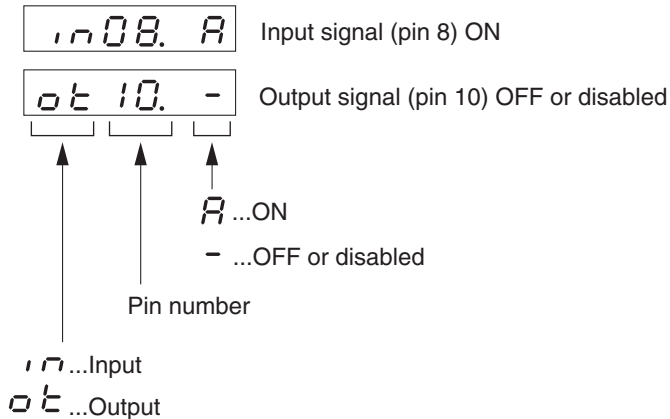 in08. A Input signal (pin 8) ON
ot 10. - Output signal (pin 10) OFF or disabled
A ...ON
- ...OFF or disabled
Pin number
in ...Input
ot ...Output